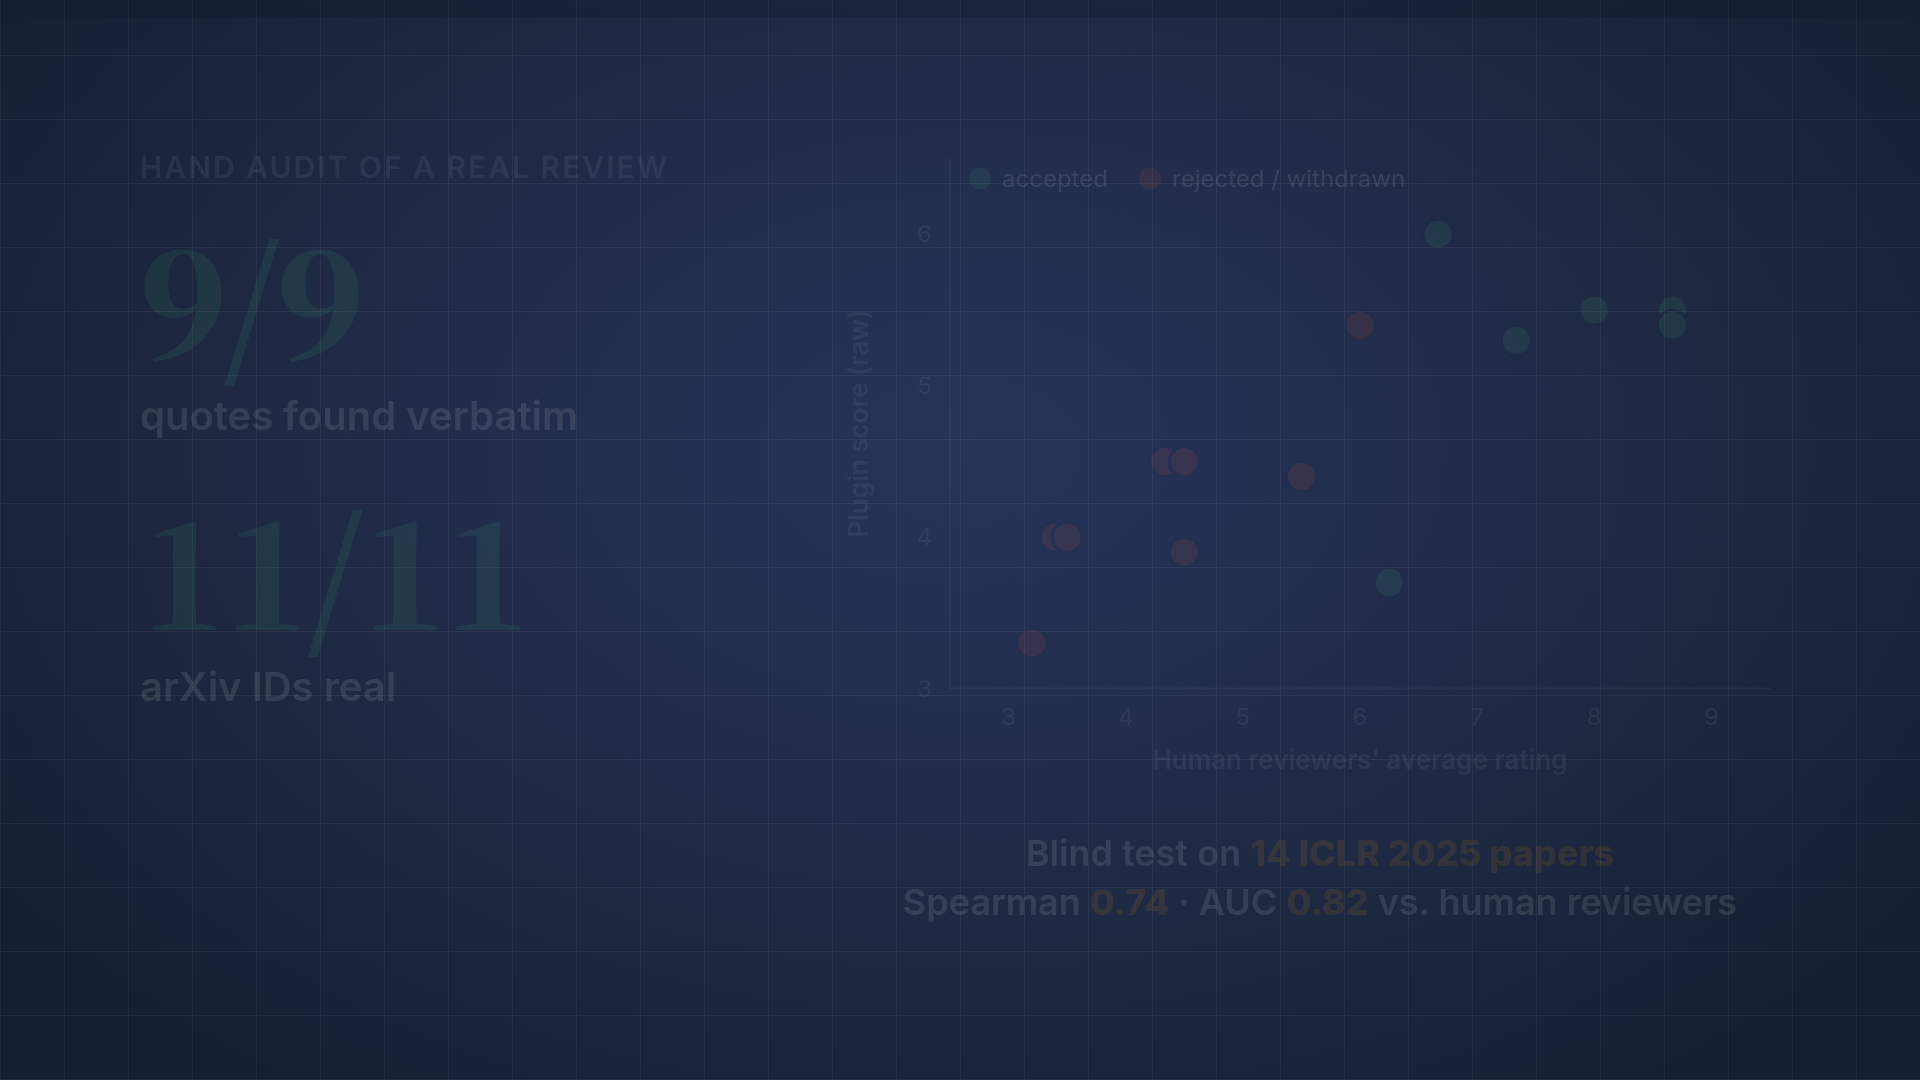 HAND AUDIT OF A REAL REVIEW
9/9
quotes found verbatim
11/11
arXiv IDs real
accepted
rejected / withdrawn
Plugin score (raw)
6
5
4
3
3 4 5 6 7 8 9
Human reviewers' average rating
Blind test on 14 ICLR 2025 papers
Spearman 0.74 · AUC 0.82 vs. human reviewers